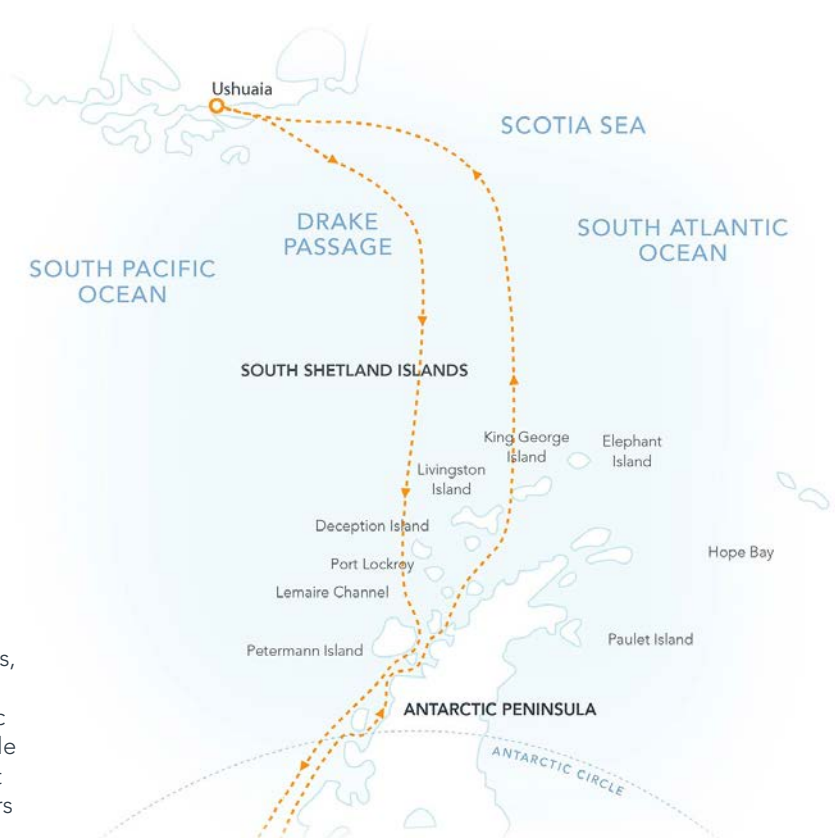 Ushuaia
SCOTIA SEA
DRAKE
PASSAGE
SOUTH ATLANTIC
OCEAN
SOUTH PACIFIC
OCEAN
SOUTH SHETLAND ISLANDS
King George
Island
Elephant
Island
Livingston
Island
Deception Island
Hope Bay
Port Lockroy
Lemaire Channel
Petermann Island
Paulet Island
ANTARCTIC PENINSULA
ANTARCTIC CIRCLE